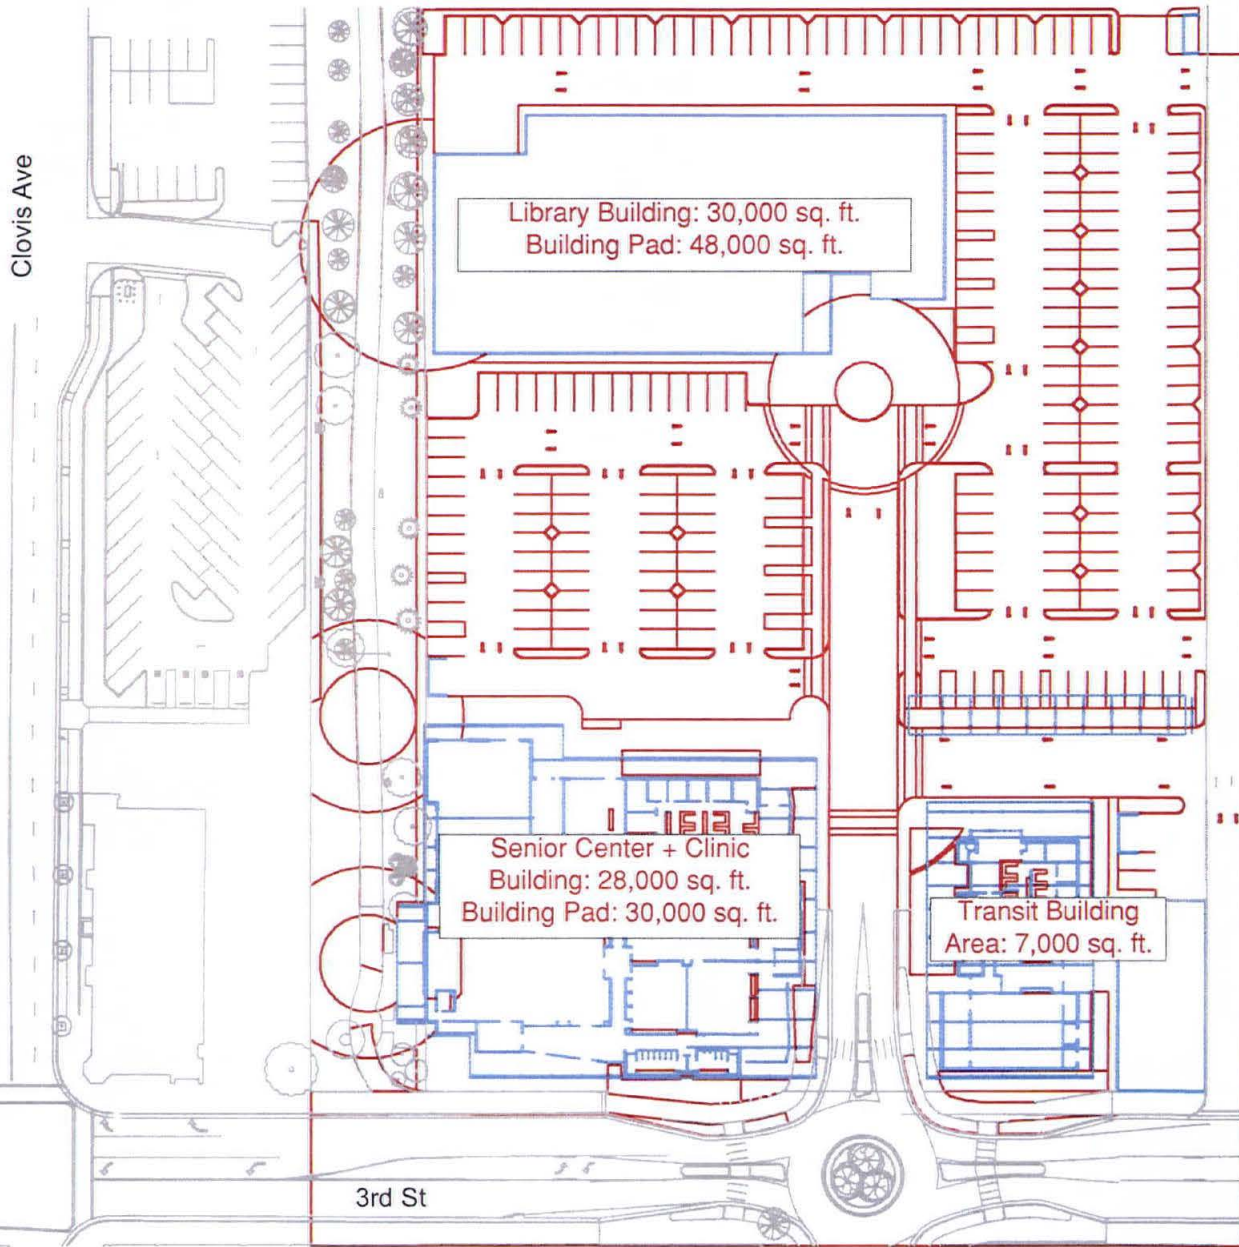 Clovis Ave
Library Building: 30,000 sq. ft.
Building Pad: 48,000 sq. ft.
Senior Center + Clinic
Building: 28,000 sq. ft.
Building Pad: 30,000 sq. ft.
Transit Building
Area: 7,000 sq. ft.
3rd St